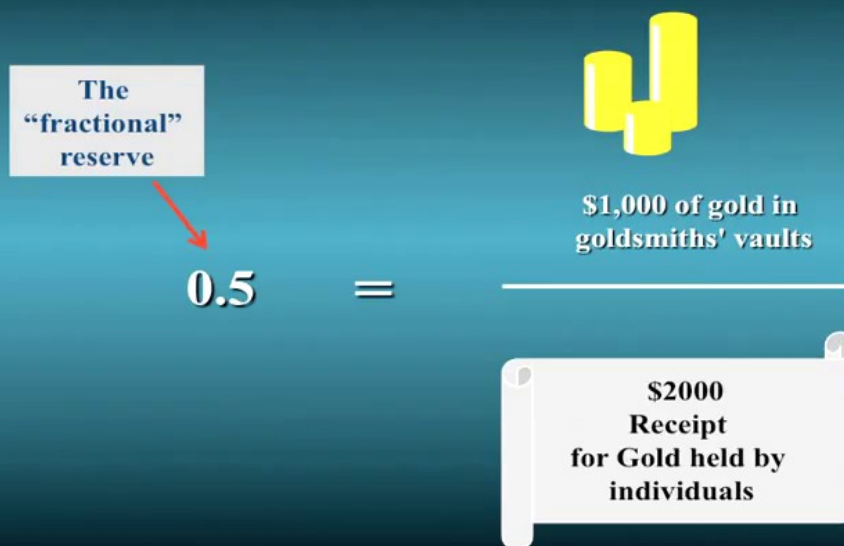 The
“fractional”
reserve
$1,000 of gold in
goldsmiths' vaults
0.5 =
$2000
Receipt
for Gold held by
individuals